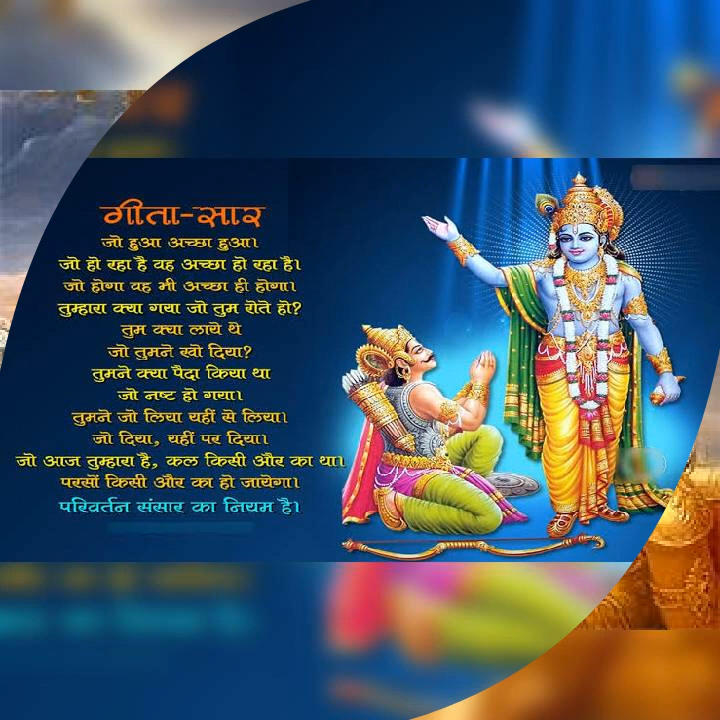 गीता-सार
जो हुआ अच्छा हुआ।
जो हो रहा है वह अच्छा हो रहा है।
जो होगा वह भी अच्छा ही होगा।
तुम्हारा क्या गया जो तुम रोते हो?
तुम क्या लाये थे
जो तुमने खो दिया?
तुमने क्या पैदा किया था
जो नष्ट हो गया।
तुमने जो लिया यहीं से लिया।
जो दिया, यहीं पर दिया।
जो आज तुम्हारा है, कल किसी और का था।
परसों किसी और का हो जायेगा।
परिवर्तन संसार का नियम है।